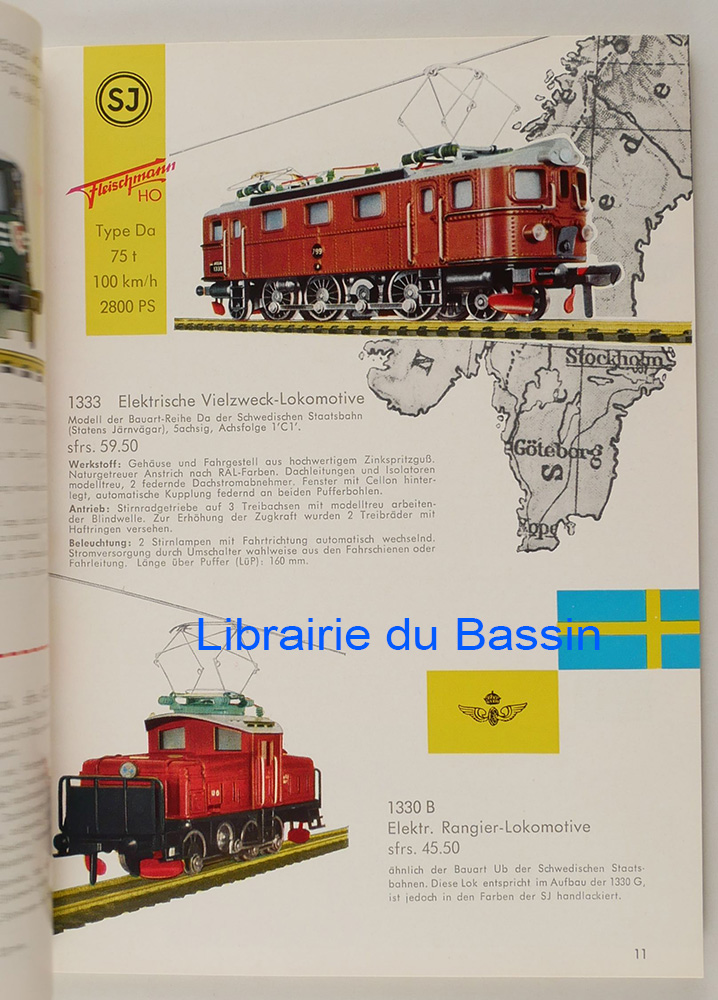 SJ
Fleischmann
HO
Type Da
75 t
100 km/h
2800 PS
e
d
e
Stockholm
Göteborg
S
1333 Elektrische Vielzweck-Lokomotive
Modell der Bauart-Reihe Da der Schwedischen Staatsbahn
(Statens Järnvägar), 5achsig, Achsfolge 1'C1'.
sfrs. 59.50
Werkstoff: Gehäuse und Fahrgestell aus hochwertigem Zinkspritzguß.
Naturgetreuer Anstrich nach RAL-Farben. Dachleitungen und Isolatoren
modelltreu, 2 federnde Dachstromabnehmer. Fenster mit Cellon hinter-
legt, automatische Kupplung federnd an beiden Pufferbohlen.
Antrieb: Stirnradgetriebe auf 3 Treibachsen mit modelltreu arbeiten-
der Blindwelle. Zur Erhöhung der Zugkraft wurden 2 Treibräder mit
Haftringen versehen.
Beleuchtung: 2 Stirnlampen mit Fahrtrichtung automatisch wechselnd.
Stromversorgung durch Umschalter wahlweise aus den Fahrschienen oder
Fahrleitung. Länge über Puffer (LüP): 160 mm.
Librairie du Bassin
1330 B
Elektr. Rangier-Lokomotive
sfrs. 45.50
ähnlich der Bauart Ub der Schwedischen Staats-
bahnen. Diese Lok entspricht im Aufbau der 1330 G,
ist jedoch in den Farben der SJ handlackiert.
11